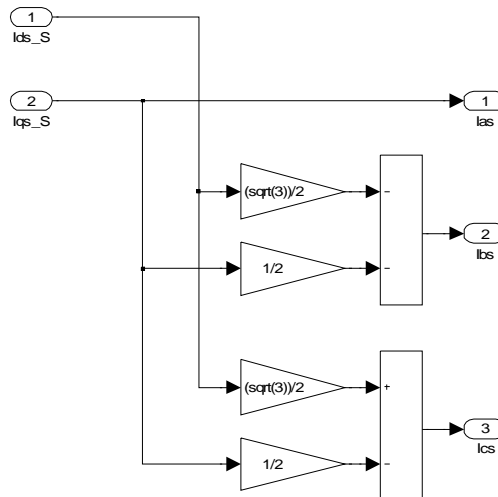 1
Ids_S
2
Iqs_S
1
Ias
(sqrt(3))/2
−
2
Ibs
1/2
−
(sqrt(3))/2
+
3
Ics
1/2
−